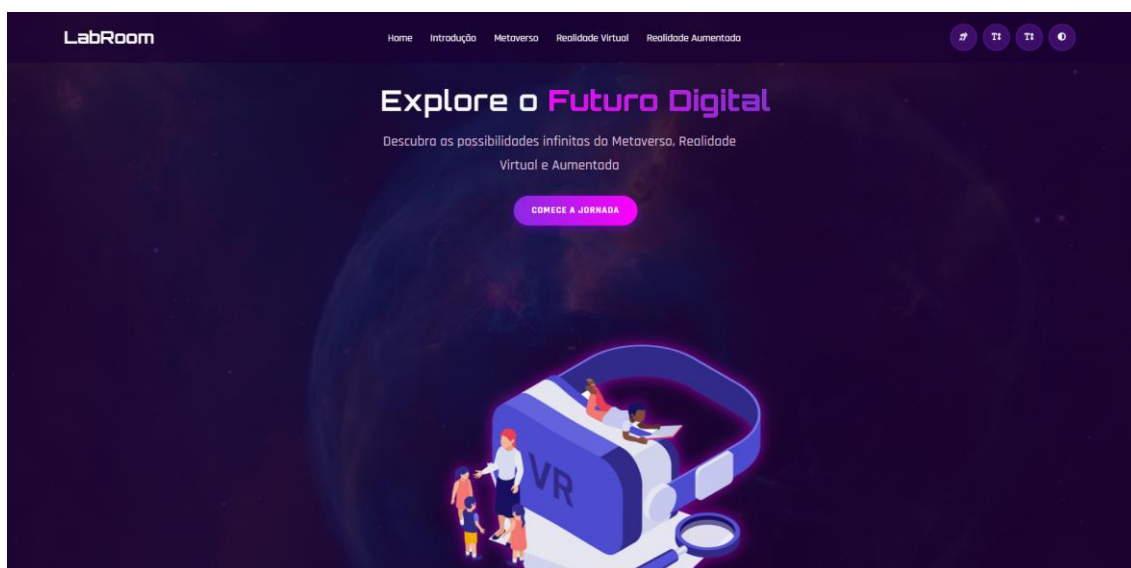 LabRoom
Home Introdução Metaverso Realidade Virtual Realidade Aumentada
Explore o Futuro Digital
Descubra as possibilidades infinitas do Metaverso, Realidade
Virtual e Aumentada
COMECE A JORNADA
VR